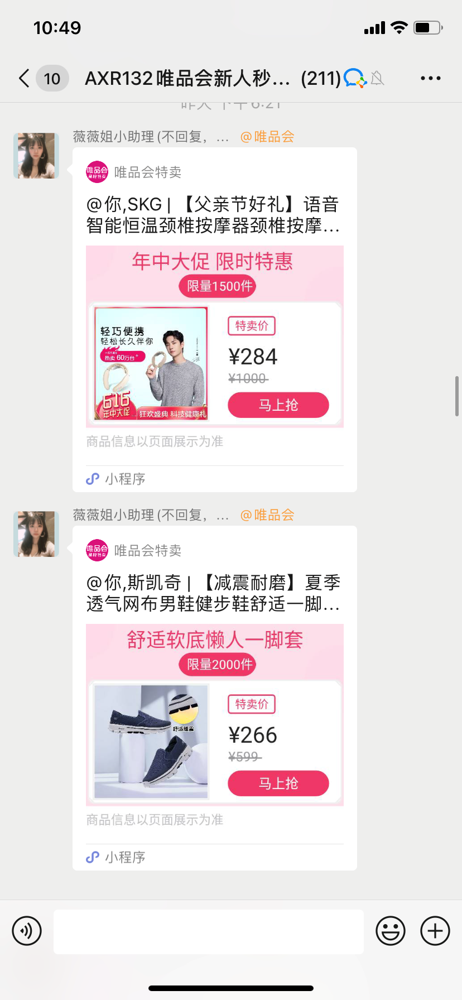 10:49
10
AXR132唯品会新人秒... (211)
昨天 下午6:21
薇薇姐小助理(不回复，... @唯品会
唯品会特卖
@你,SKG | 【父亲节好礼】语音
智能恒温颈椎按摩器颈椎按摩...
年中大促 限时特惠
限量1500件
轻巧便携
轻松长久伴你
热卖 60万台+
616
年中大促
狂欢盛典 科技健康礼
特卖价
¥284
¥1000
马上抢
商品信息以页面展示为准
小程序
薇薇姐小助理(不回复，... @唯品会
唯品会特卖
@你,斯凯奇 | 【减震耐磨】夏季
透气网布男鞋健步鞋舒适一脚...
舒适软底懒人一脚套
限量2000件
舒适缓震
特卖价
¥266
¥599
马上抢
商品信息以页面展示为准
小程序